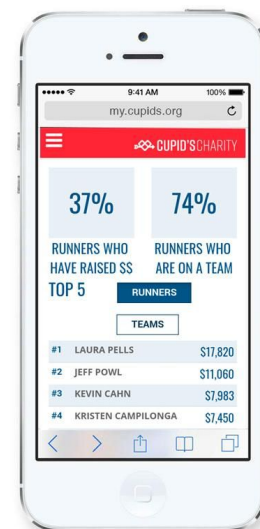 9:41 AM 100%
my.cupids.org
CUPID'SCHARITY
37% 74%
RUNNERS WHO RUNNERS WHO
HAVE RAISED $$ ARE ON A TEAM
TOP 5 RUNNERS
TEAMS
#1 LAURA PELLS $17,820
#2 JEFF POWL $11,060
#3 KEVIN CAHN $7,983
#4 KRISTEN CAMPILONGA $7,450